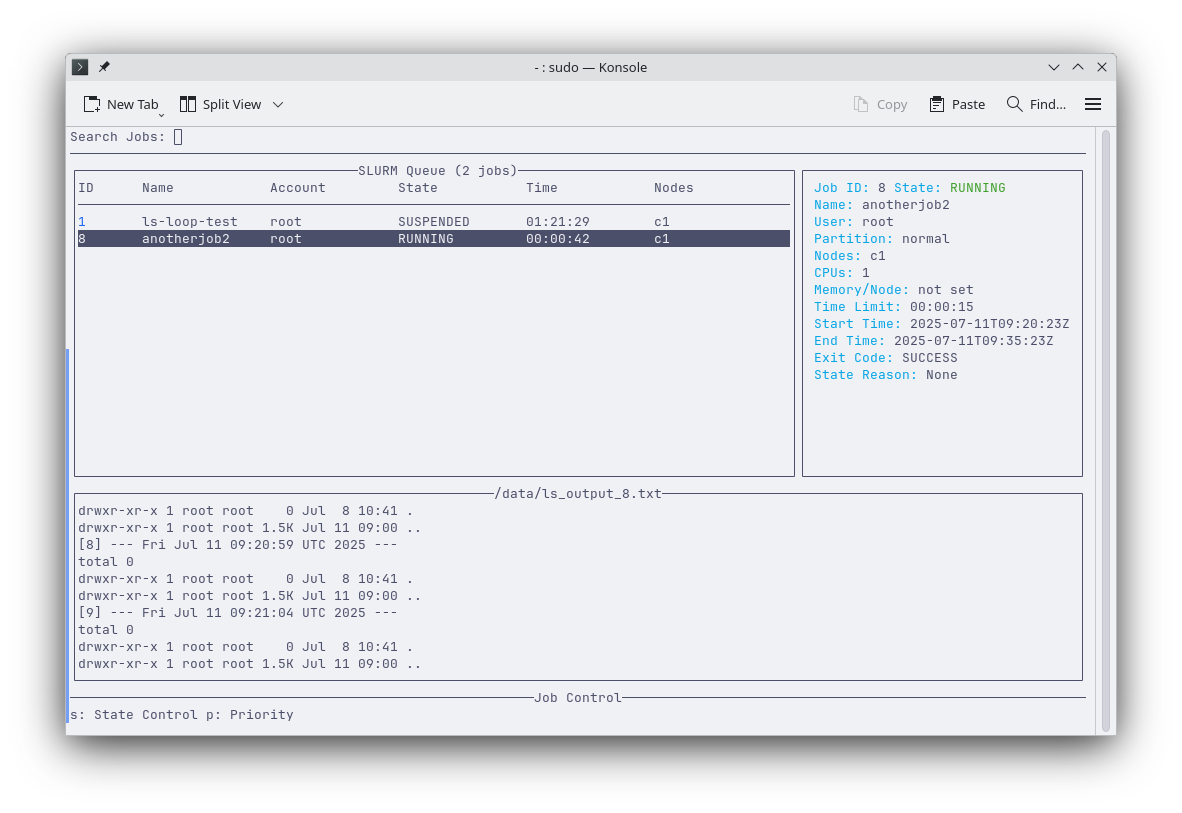 - : sudo — Konsole
New Tab Split View Copy Paste Find...
Search Jobs:
SLURM Queue (2 jobs)
ID Name Account State Time Nodes
1 ls-loop-test root SUSPENDED 01:21:29 c1
8 anotherjob2 root RUNNING 00:00:42 c1
Job ID: 8 State: RUNNING
Name: anotherjob2
User: root
Partition: normal
Nodes: c1
CPUs: 1
Memory/Node: not set
Time Limit: 00:00:15
Start Time: 2025-07-11T09:20:23Z
End Time: 2025-07-11T09:35:23Z
Exit Code: SUCCESS
State Reason: None
/data/ls_output_8.txt
drwxr-xr-x 1 root root    0 Jul  8 10:41 .
drwxr-xr-x 1 root root 1.5K Jul 11 09:00 ..
[8] --- Fri Jul 11 09:20:59 UTC 2025 ---
total 0
drwxr-xr-x 1 root root    0 Jul  8 10:41 .
drwxr-xr-x 1 root root 1.5K Jul 11 09:00 ..
[9] --- Fri Jul 11 09:21:04 UTC 2025 ---
total 0
drwxr-xr-x 1 root root    0 Jul  8 10:41 .
drwxr-xr-x 1 root root 1.5K Jul 11 09:00 ..
Job Control
s: State Control p: Priority